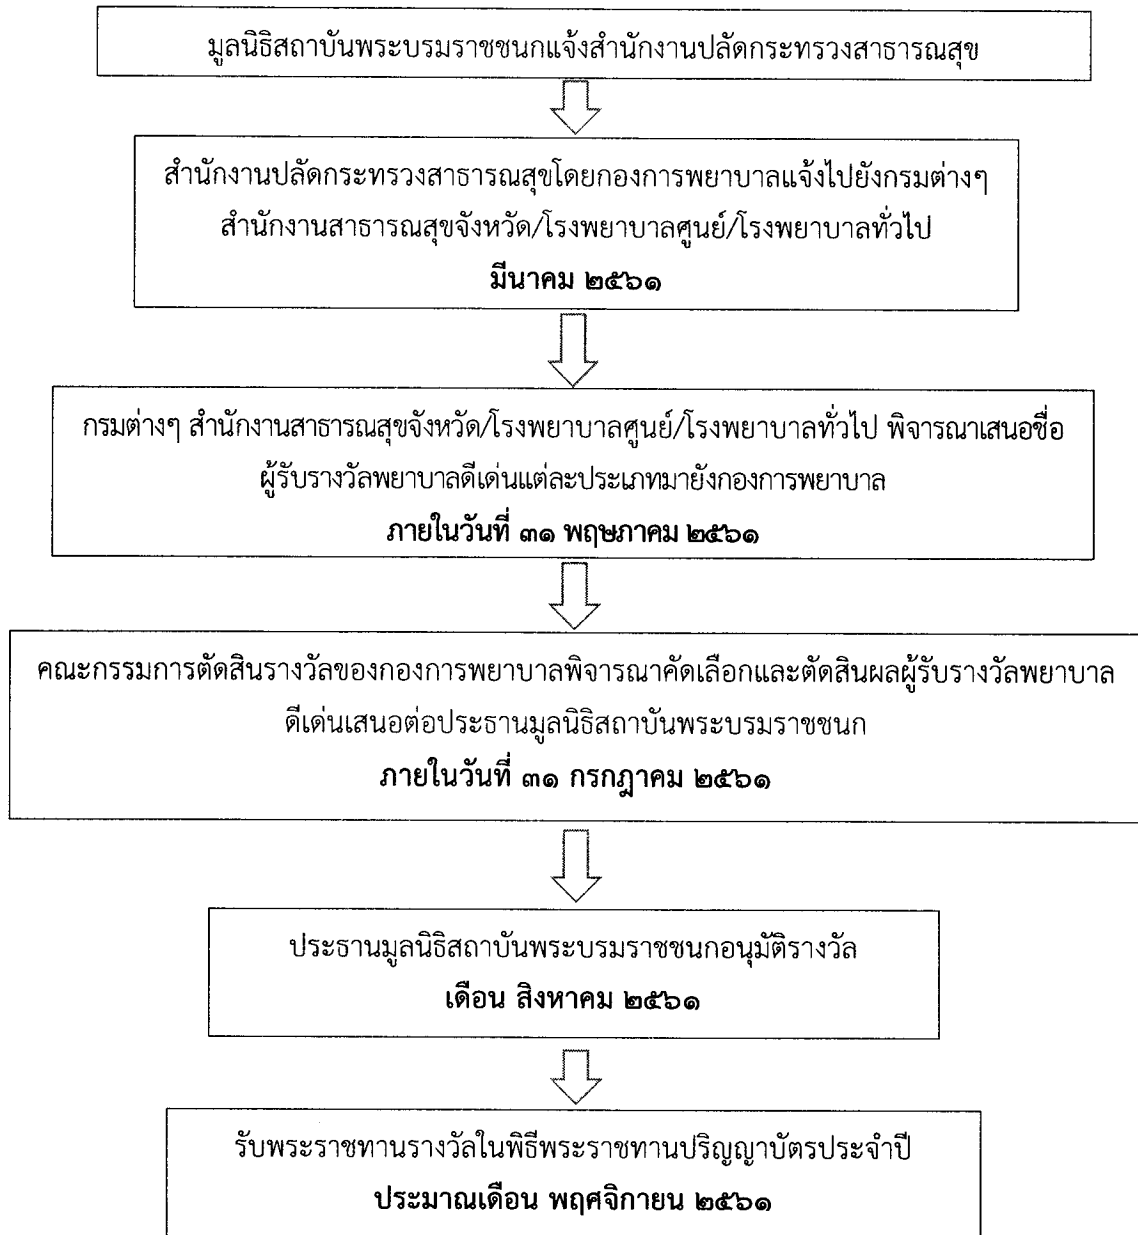 มูลนิธิสถาบันพระบรมราชชนกแจ้งสำนักงานปลัดกระทรวงสาธารณสุข
สำนักงานปลัดกระทรวงสาธารณสุขโดยกองการพยาบาลแจ้งไปยังกรมต่างๆ
สำนักงานสาธารณสุขจังหวัด/โรงพยาบาลศูนย์/โรงพยาบาลทั่วไป
มีนาคม ๒๕๖๑
กรมต่างๆ สำนักงานสาธารณสุขจังหวัด/โรงพยาบาลศูนย์/โรงพยาบาลทั่วไป พิจารณาเสนอชื่อ
ผู้รับรางวัลพยาบาลดีเด่นแต่ละประเภทมายังกองการพยาบาล
ภายในวันที่ ๓๑ พฤษภาคม ๒๕๖๑
คณะกรรมการตัดสินรางวัลของกองการพยาบาลพิจารณาคัดเลือกและตัดสินผลผู้รับรางวัลพยาบาล
ดีเด่นเสนอต่อประธานมูลนิธิสถาบันพระบรมราชชนก
ภายในวันที่ ๓๑ กรกฎาคม ๒๕๖๑
ประธานมูลนิธิสถาบันพระบรมราชชนกอนุมัติรางวัล
เดือน สิงหาคม ๒๕๖๑
รับพระราชทานรางวัลในพิธีพระราชทานปริญญาบัตรประจำปี
ประมาณเดือน พฤศจิกายน ๒๕๖๑